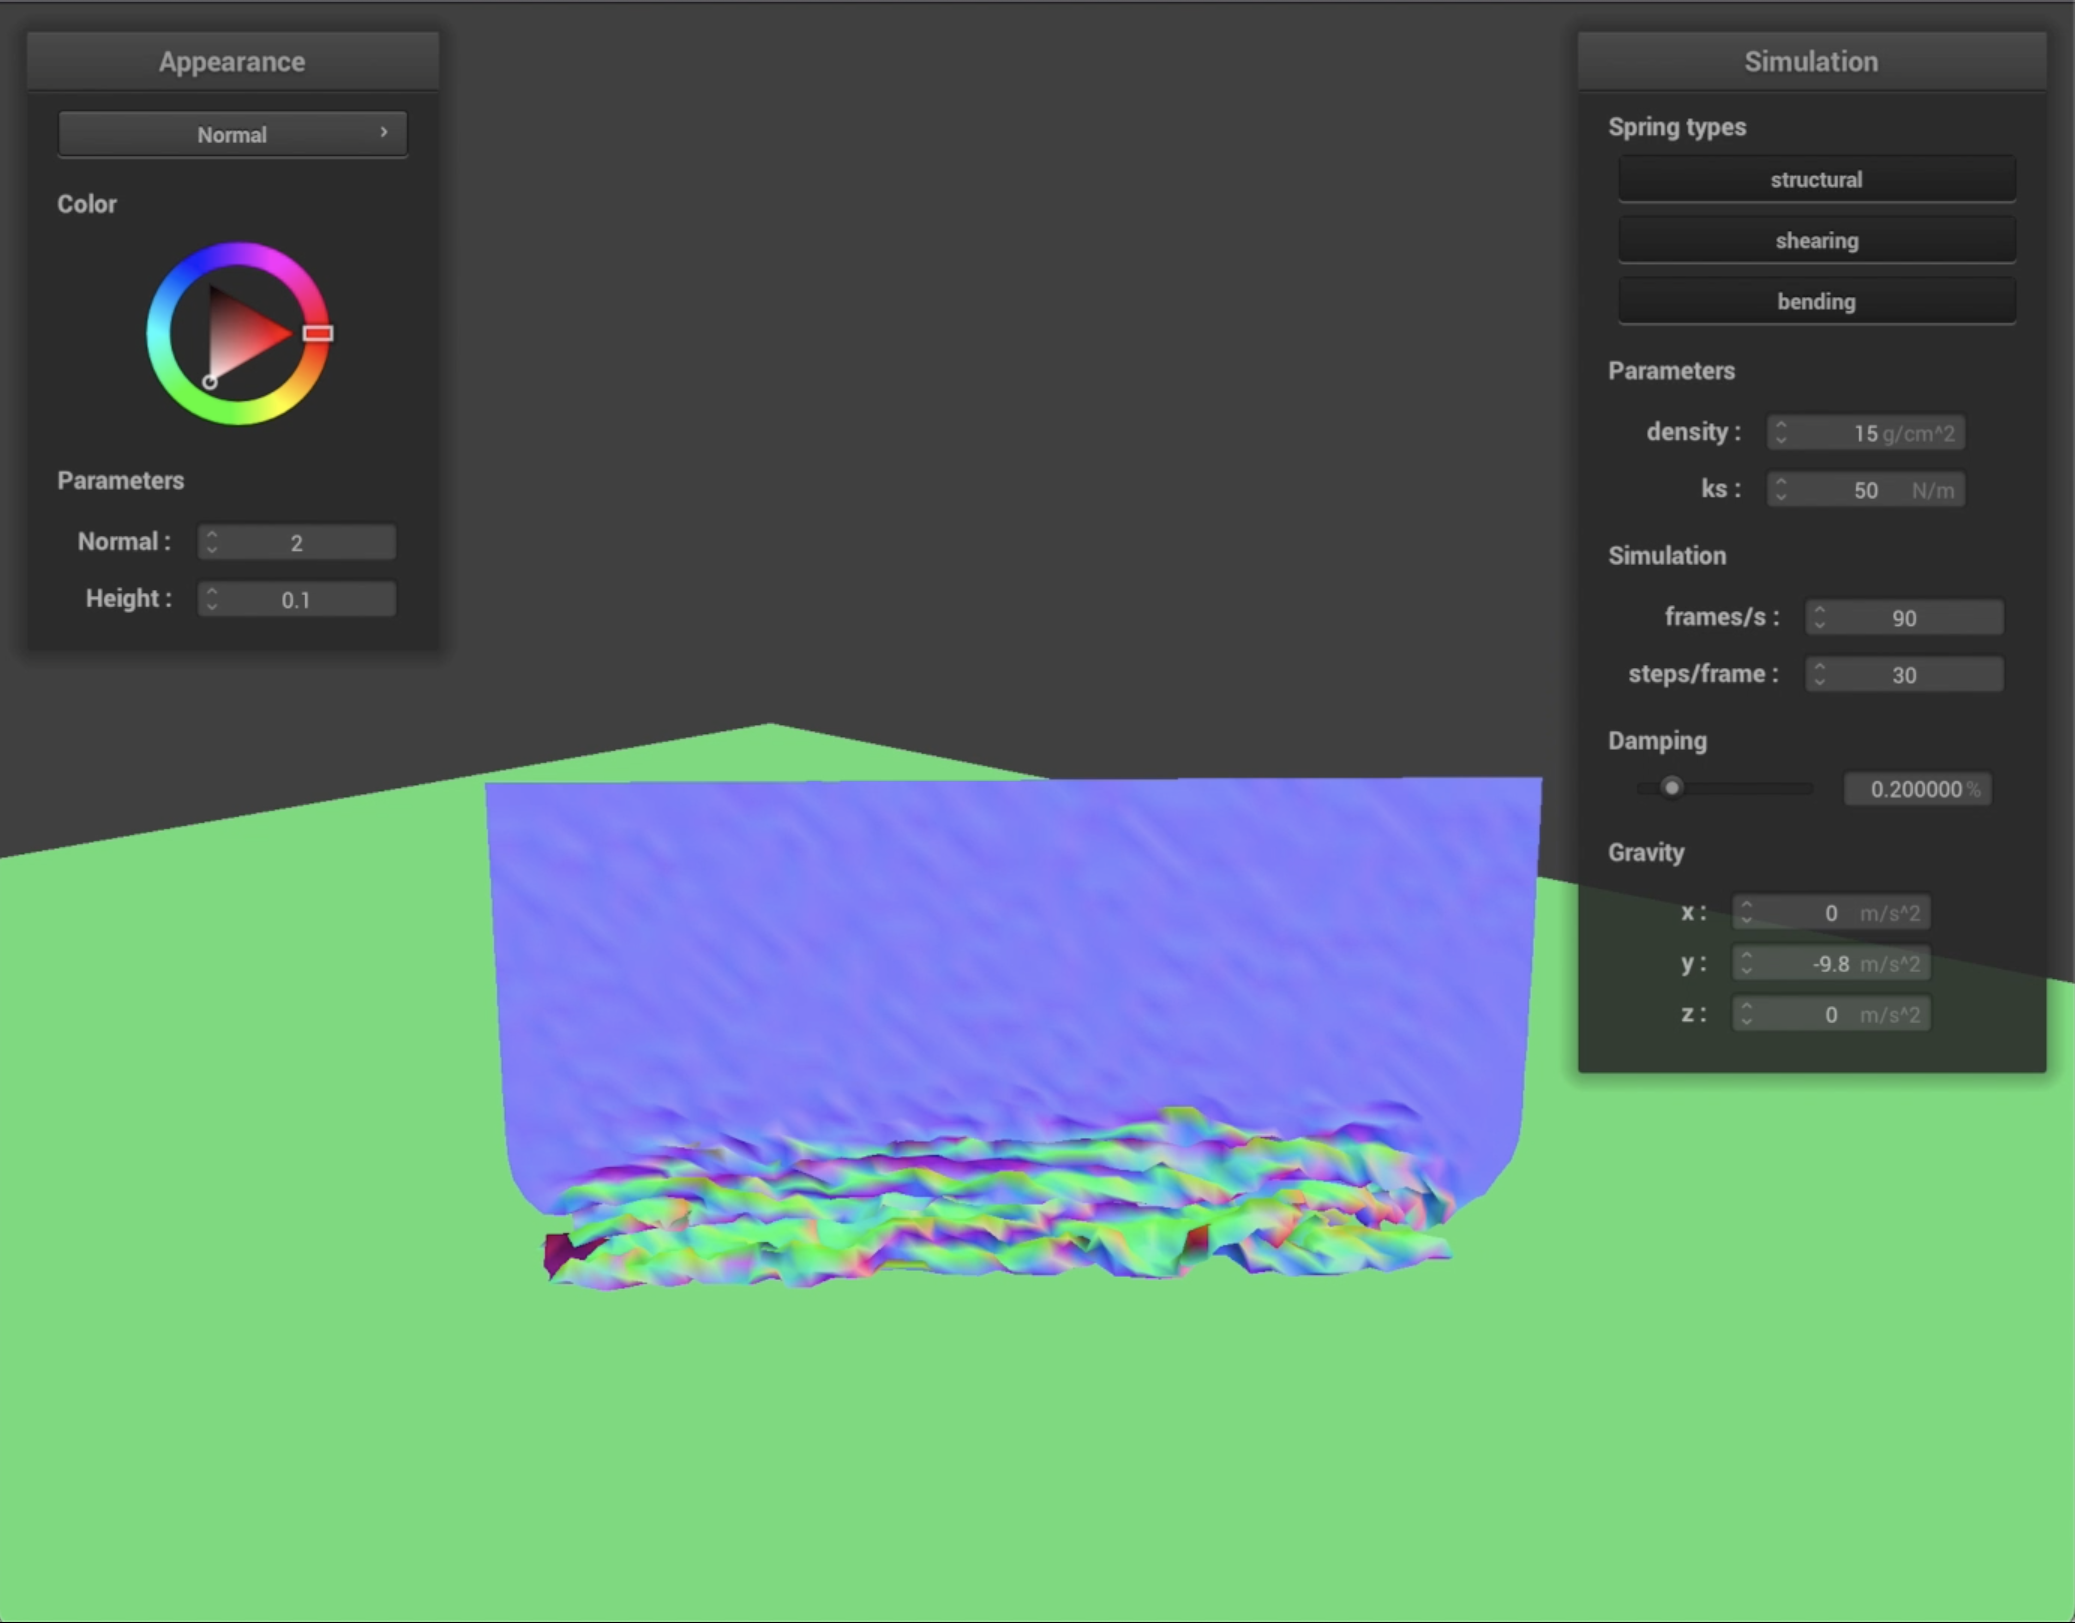 Appearance
Normal
Color
Parameters
Normal : 2
Height : 0.1
Simulation
Spring types
structural
shearing
bending
Parameters
density : 15 g/cm^2
ks : 50 N/m
Simulation
frames/s : 90
steps/frame : 30
Damping
0.200000 %
Gravity
x : 0 m/s^2
y : -9.8 m/s^2
z : 0 m/s^2